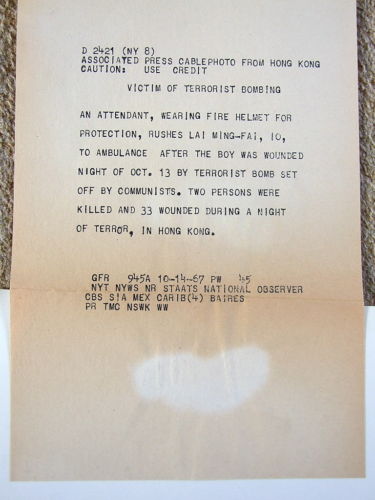 D 2421 (NY 8)
ASSOCIATED PRESS CABLEPHOTO FROM HONG KONG
CAUTION: USE CREDIT
VICTIM OF TERRORIST BOMBING
AN ATTENDANT, WEARING FIRE HELMET FOR
PROTECTION, RUSHES LAI MING-FAI, 10,
TO AMBULANCE AFTER THE BOY WAS WOUNDED
NIGHT OF OCT. 13 BY TERRORIST BOMB SET
OFF BY COMMUNISTS. TWO PERSONS WERE
KILLED AND 33 WOUNDED DURING A NIGHT
OF TERROR, IN HONG KONG.
GFR 945A 10-14-67 PW
NYT NYWS NR STAATS NATIONAL OBSERVER
CBS SIA MEX CARIB(4) BAIRES
PR TMC NSWK WW